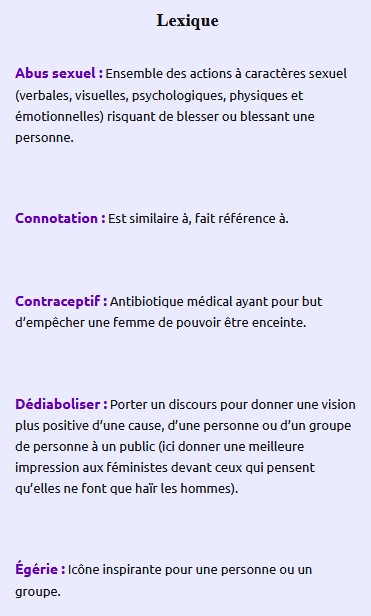 Lexique
Abus sexuel : Ensemble des actions à caractères sexuel
(verbales, visuelles, psychologiques, physiques et
émotionnelles) risquant de blesser ou blessant une
personne.
Connotation : Est similaire à, fait référence à.
Contraceptif : Antibiotique médical ayant pour but
d’empêcher une femme de pouvoir être enceinte.
Dédiaboliser : Porter un discours pour donner une vision
plus positive d’une cause, d’une personne ou d’un groupe
de personne à un public (ici donner une meilleure
impression aux féministes devant ceux qui pensent
qu’elles ne font que haïr les hommes).
Égérie : Icône inspirante pour une personne ou un
groupe.